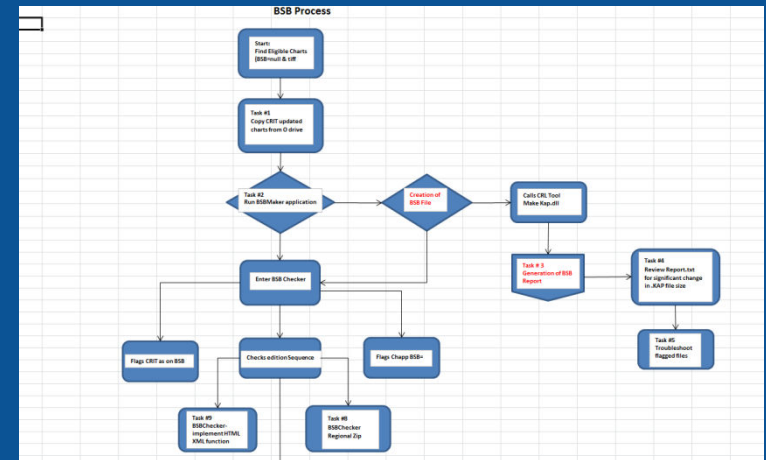 BSB Process
Start:
Find Eligible Charts
(BSB=null & tiff
Task #1
Copy CRIT updated
charts from O drive
Task #2
Run BSBMaker application
Creation of
BSB File
Calls CRL Tool
Make Kap.dll
Task # 3
Generation of BSB
Report
Task #4
Review Report.txt
for significant change
in .KAP file size
Enter BSB Checker
Task #5
Troubleshoot
flagged files
Flags CRIT as on BSB
Checks edition Sequence
Flags Chapp BSB=
Task #9
BSBChecker-
implement HTML
XML function
Task #8
BSBChecker
Regional Zip